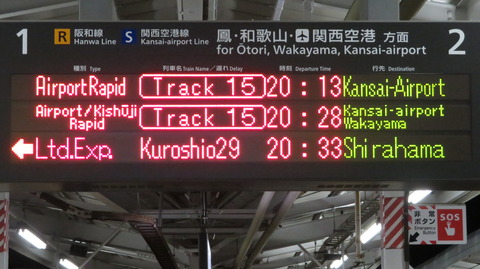 1 R 阪和線 Hanwa Line S 関西空港線 Kansai-airport Line 鳳・和歌山・関西空港 方面 2
for Ōtori, Wakayama, Kansai-airport
種別 Type 列車名 Train Name／遅れ Delay 時刻 Departure Time 行先 Destination
Airport Rapid Track 15 20:13 Kansai-Airport
Airport/Kishūji Rapid Track 15 20:28 Kansai-airport Wakayama
←Ltd.Exp. Kuroshio29 20:33 Shirahama
非常ボタン SOS
Emergency Button